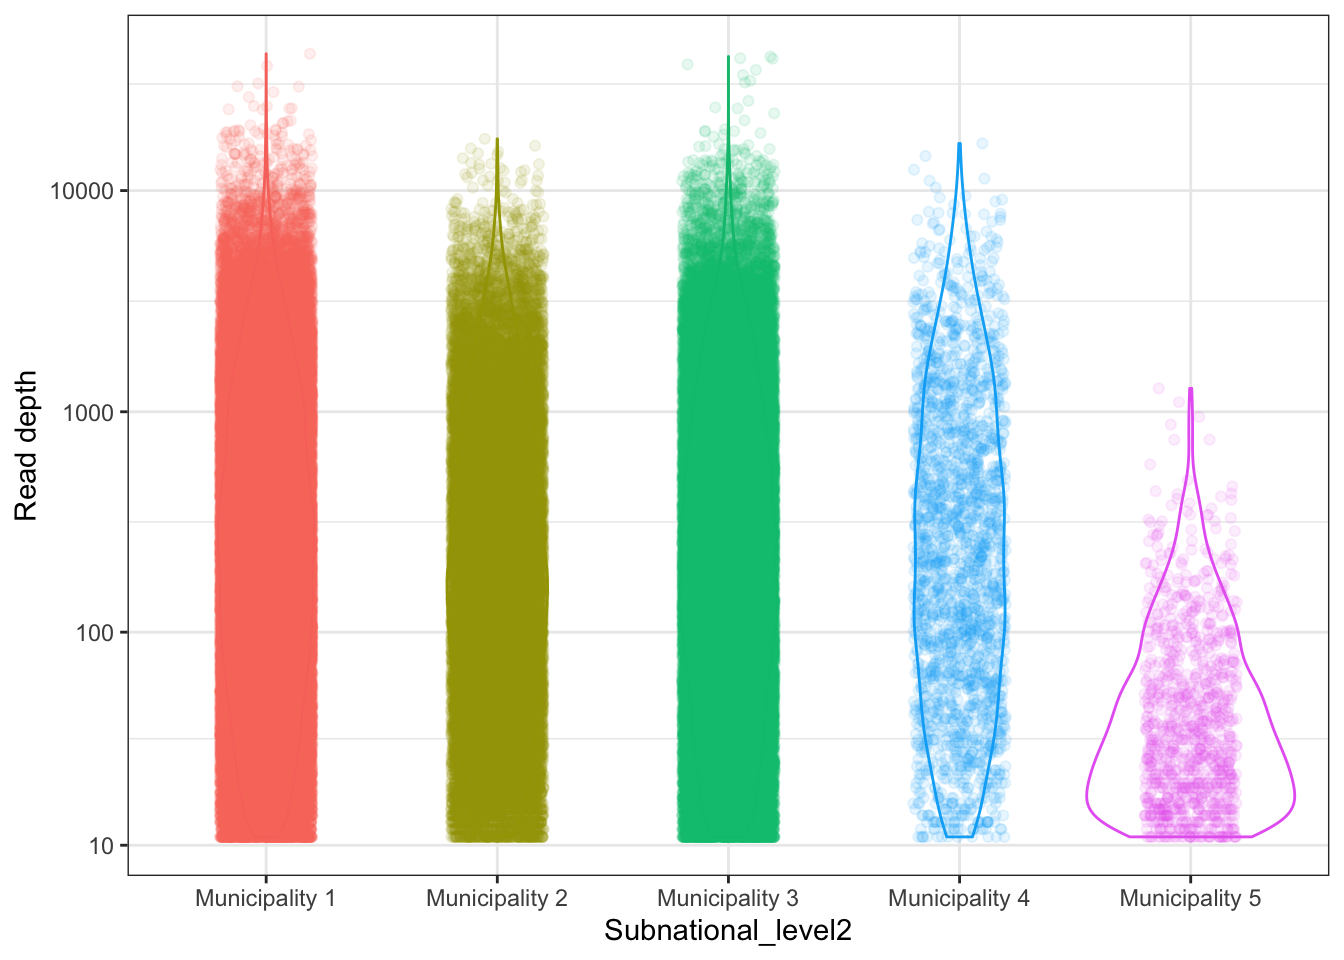 Read depth
10000
1000
100
10
Municipality 1
Municipality 2
Municipality 3
Municipality 4
Municipality 5
Subnational_level2